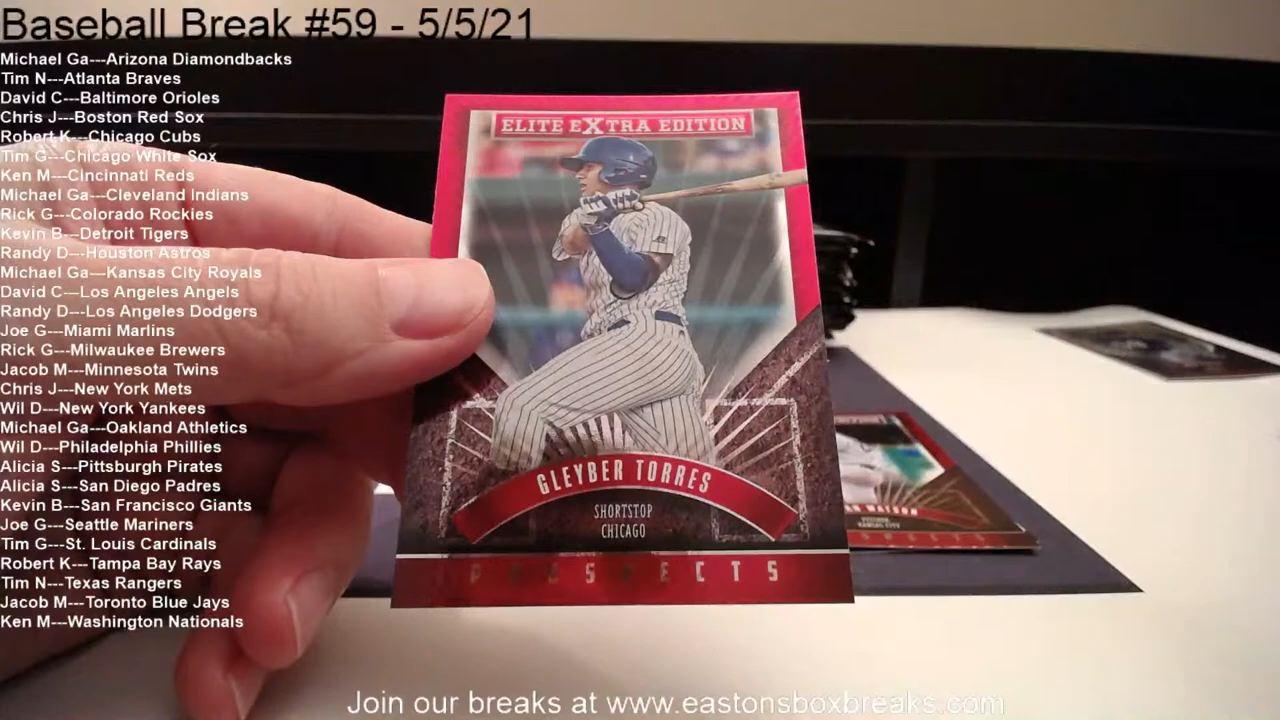 Baseball Break #59 - 5/5/21
Michael Ga---Arizona Diamondbacks
Tim N---Atlanta Braves
David C---Baltimore Orioles
Chris J---Boston Red Sox
Robert K---Chicago Cubs
Tim G---Chicago White Sox
Ken M---Cincinnati Reds
Michael Ga---Cleveland Indians
Rick G---Colorado Rockies
Kevin B---Detroit Tigers
Randy D---Houston Astros
Michael Ga---Kansas City Royals
David C---Los Angeles Angels
Randy D---Los Angeles Dodgers
Joe G---Miami Marlins
Rick G---Milwaukee Brewers
Jacob M---Minnesota Twins
Chris J---New York Mets
Wil D---New York Yankees
Michael Ga---Oakland Athletics
Wil D---Philadelphia Phillies
Alicia S---Pittsburgh Pirates
Alicia S---San Diego Padres
Kevin B---San Francisco Giants
Joe G---Seattle Mariners
Tim G---St. Louis Cardinals
Robert K---Tampa Bay Rays
Tim N---Texas Rangers
Jacob M---Toronto Blue Jays
Ken M---Washington Nationals
ELITE EXTRA EDITION
GLEYBER TORRES
SHORTSTOP
CHICAGO
PROSPECTS
WATSON
PITCHER
KANSAS CITY
Join our breaks at www.eastonsboxbreaks.com